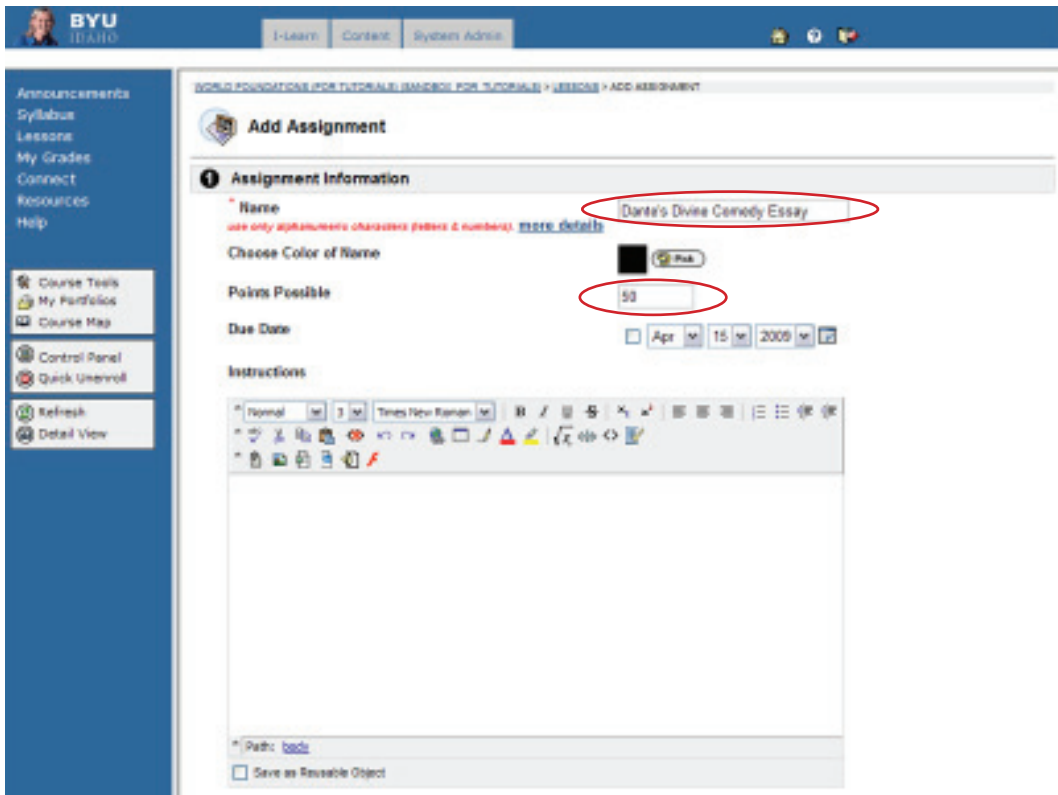 BYU
IDAHO
I-Learn Content System Admin
Announcements
Syllabus
Lessons
My Grades
Connect
Resources
Help
Course Tools
My Portfolios
Course Map
Control Panel
Quick Unenroll
Refresh
Detail View
WORLD FOUNDATIONS (FOR TUTORIALS) (SANDBOX FOR TUTORIALS) > LESSONS > ADD ASSIGNMENT
Add Assignment
1 Assignment Information
* Name Dante's Divine Comedy Essay
use only alphanumeric characters (letters & numbers). more details
Choose Color of Name Pick
Points Possible 50
Due Date Apr 15 2009
Instructions
Normal 3 Times New Roman B I U S
Path: body
Save as Reusable Object